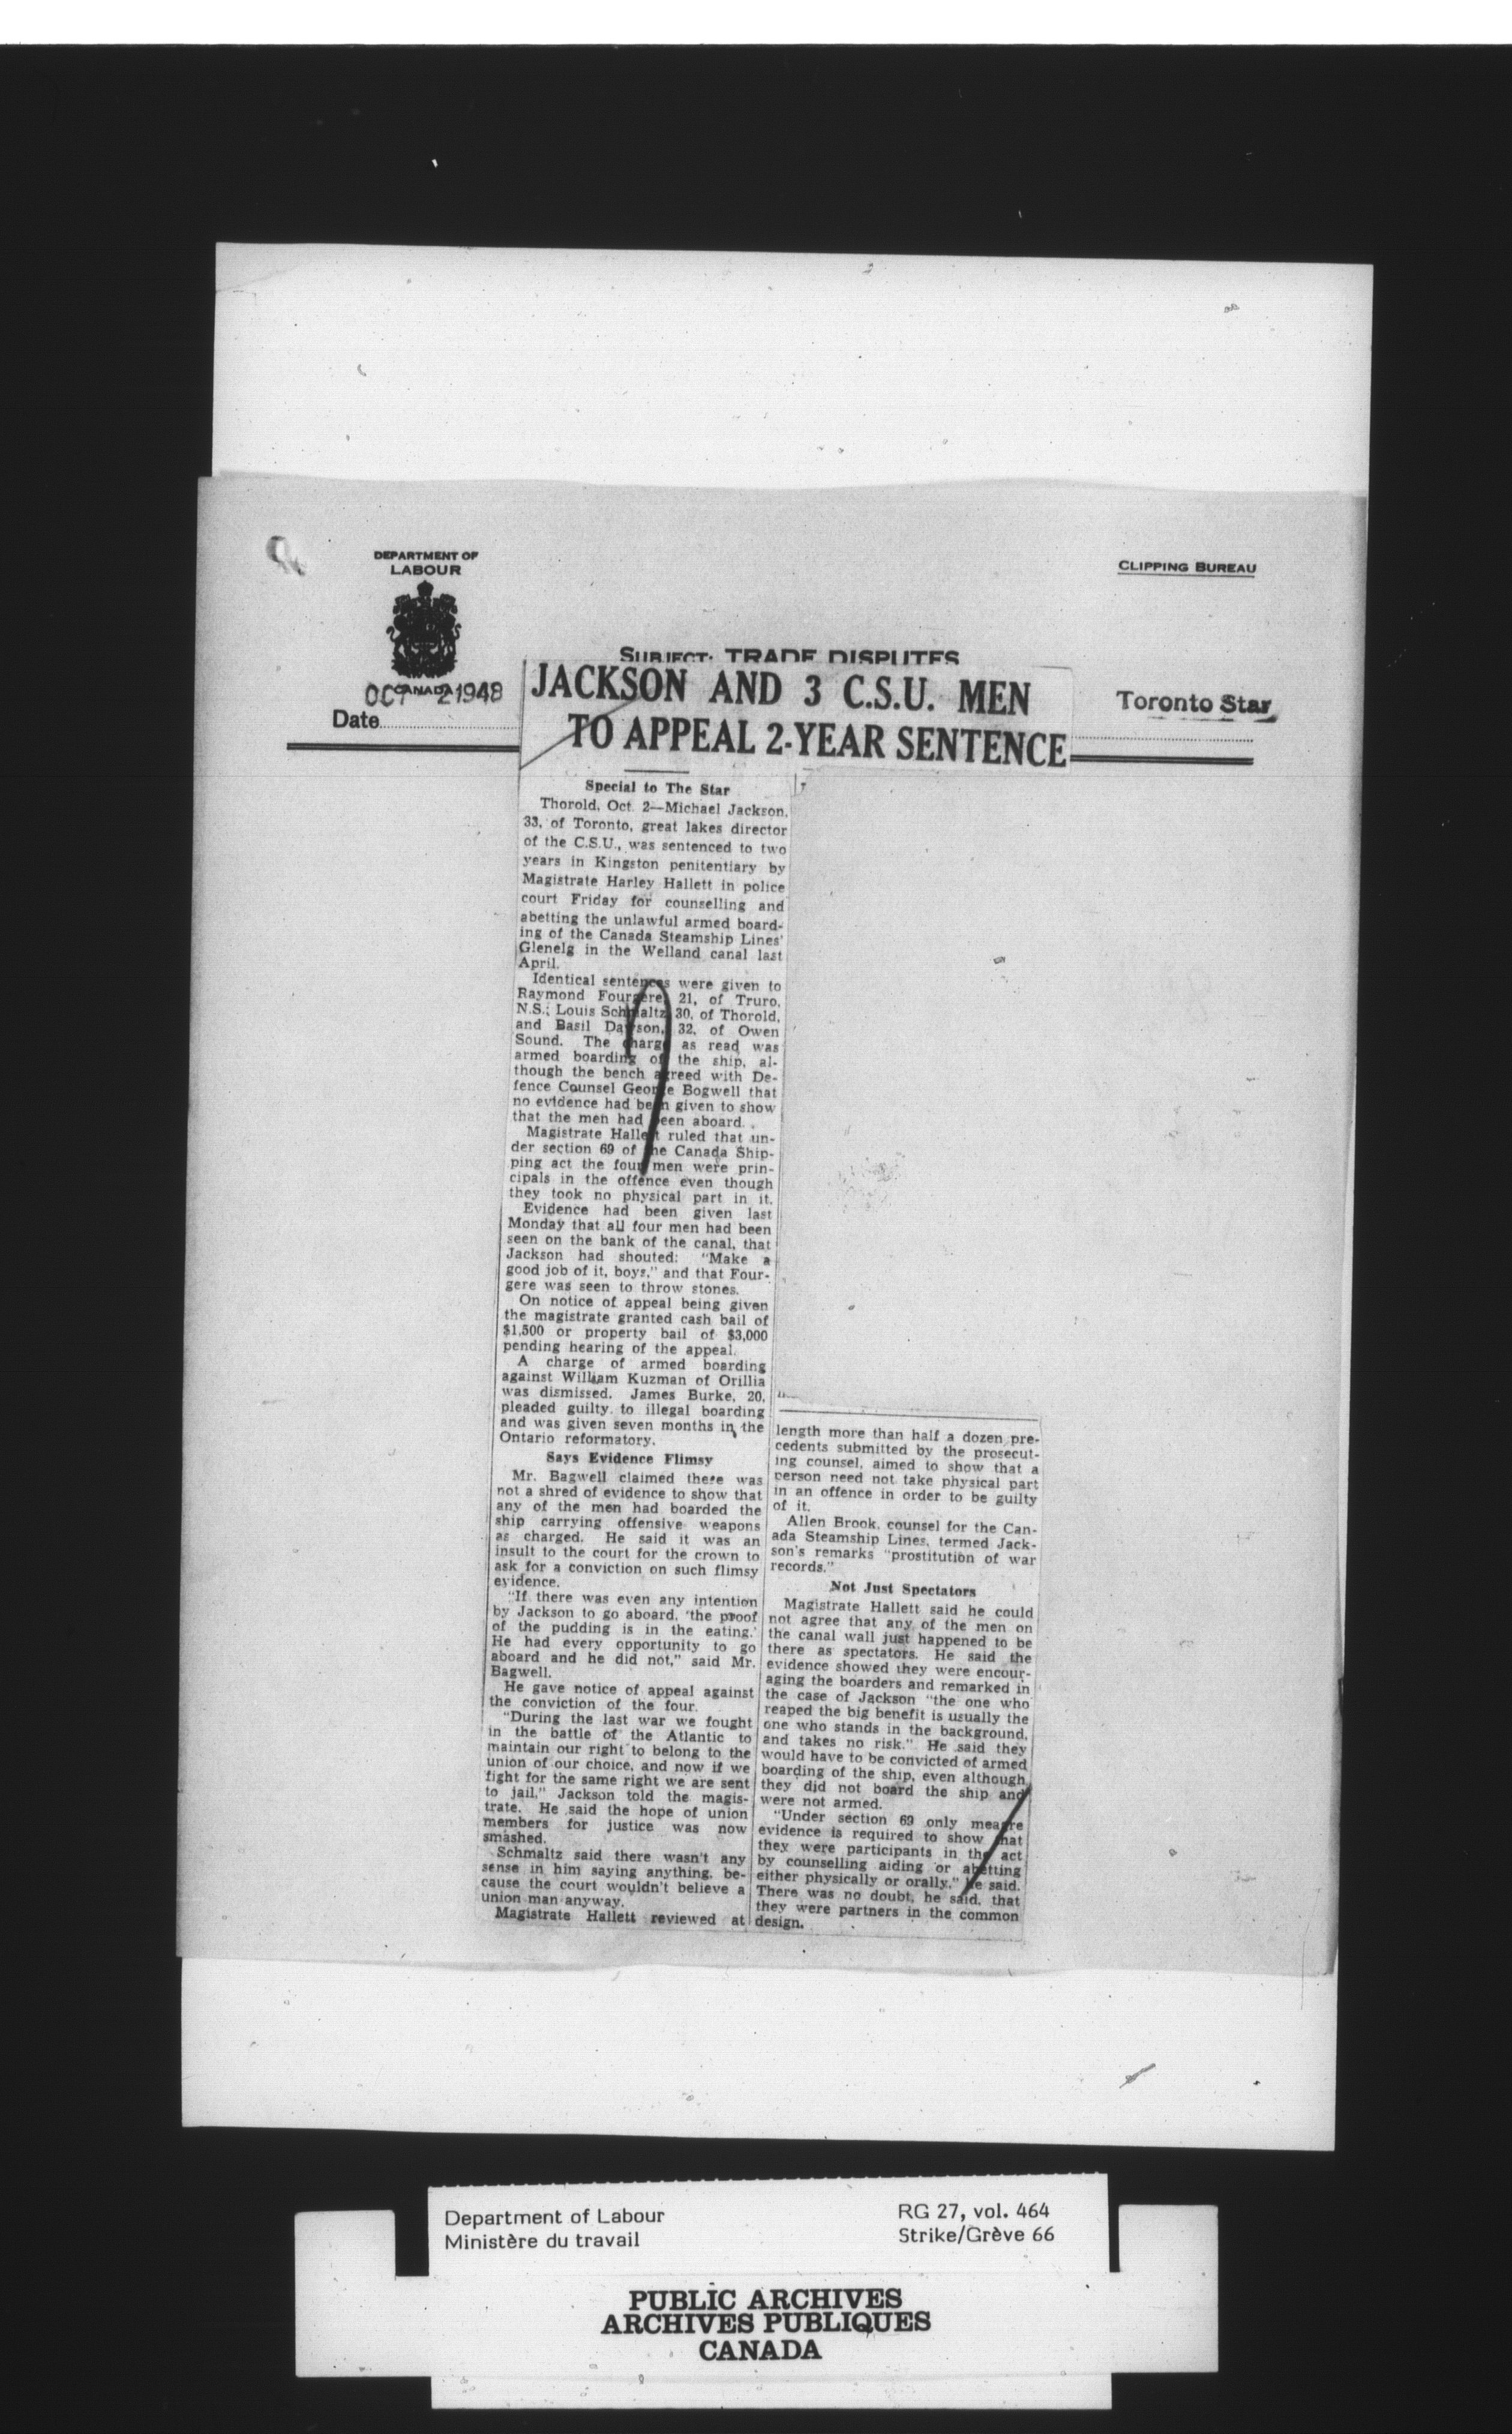 DEPARTMENT OF
LABOUR
CANADA
OCT 2 1948
Date
CLIPPING BUREAU
SUBJECT: TRADE DISPUTES
Toronto Star
JACKSON AND 3 C.S.U. MEN
TO APPEAL 2-YEAR SENTENCE
Special to The Star
Thorold, Oct. 2—Michael Jackson,
33, of Toronto, great lakes director
of the C.S.U., was sentenced to two
years in Kingston penitentiary by
Magistrate Harley Hallett in police
court Friday for counselling and
abetting the unlawful armed board-
ing of the Canada Steamship Lines'
Glenelg in the Welland canal last
April.
Identical sentences were given to
Raymond Fourgere, 21, of Truro,
N.S.; Louis Schmaltz, 30, of Thorold,
and Basil Dawson, 32, of Owen
Sound. The charge as read was
armed boarding of the ship, al-
though the bench agreed with De-
fence Counsel George Bogwell that
no evidence had been given to show
that the men had been aboard.
Magistrate Hallett ruled that un-
der section 69 of the Canada Ship-
ping act the four men were prin-
cipals in the offence even though
they took no physical part in it.
Evidence had been given last
Monday that all four men had been
seen on the bank of the canal, that
Jackson had shouted: "Make a
good job of it, boys," and that Four-
gere was seen to throw stones.
On notice of appeal being given
the magistrate granted cash bail of
$1,500 or property bail of $3,000
pending hearing of the appeal.
A charge of armed boarding
against William Kuzman of Orillia
was dismissed. James Burke, 20,
pleaded guilty to illegal boarding
and was given seven months in the
Ontario reformatory.
Says Evidence Flimsy
Mr. Bagwell claimed there was
not a shred of evidence to show that
any of the men had boarded the
ship carrying offensive weapons
as charged. He said it was an
insult to the court for the crown to
ask for a conviction on such flimsy
evidence.
"If there was even any intention
by Jackson to go aboard, 'the proof
of the pudding is in the eating.'
He had every opportunity to go
aboard and he did not," said Mr.
Bagwell.
He gave notice of appeal against
the conviction of the four.
"During the last war we fought
in the battle of the Atlantic to
maintain our right to belong to the
union of our choice, and now if we
fight for the same right we are sent
to jail," Jackson told the magis-
trate. He said the hope of union
members for justice was now
smashed.
Schmaltz said there wasn't any
sense in him saying anything, be-
cause the court wouldn't believe a
union man anyway.
Magistrate Hallett reviewed at
length more than half a dozen pre-
cedents submitted by the prosecut-
ing counsel, aimed to show that a
person need not take physical part
in an offence in order to be guilty
of it.
Allen Brook, counsel for the Can-
ada Steamship Lines, termed Jack-
son's remarks "prostitution of war
records."
Not Just Spectators
Magistrate Hallett said he could
not agree that any of the men on
the canal wall just happened to be
there as spectators. He said the
evidence showed they were encour-
aging the boarders and remarked in
the case of Jackson "the one who
reaped the big benefit is usually the
one who stands in the background,
and takes no risk." He said they
would have to be convicted of armed
boarding of the ship, even although
they did not board the ship and
were not armed.
"Under section 69 only meagre
evidence is required to show that
they were participants in the act
by counselling aiding or abetting
either physically or orally," he said.
There was no doubt, he said, that
they were partners in the common
design.
Department of Labour
Ministère du travail
RG 27, vol. 464
Strike/Grève 66
PUBLIC ARCHIVES
ARCHIVES PUBLIQUES
CANADA